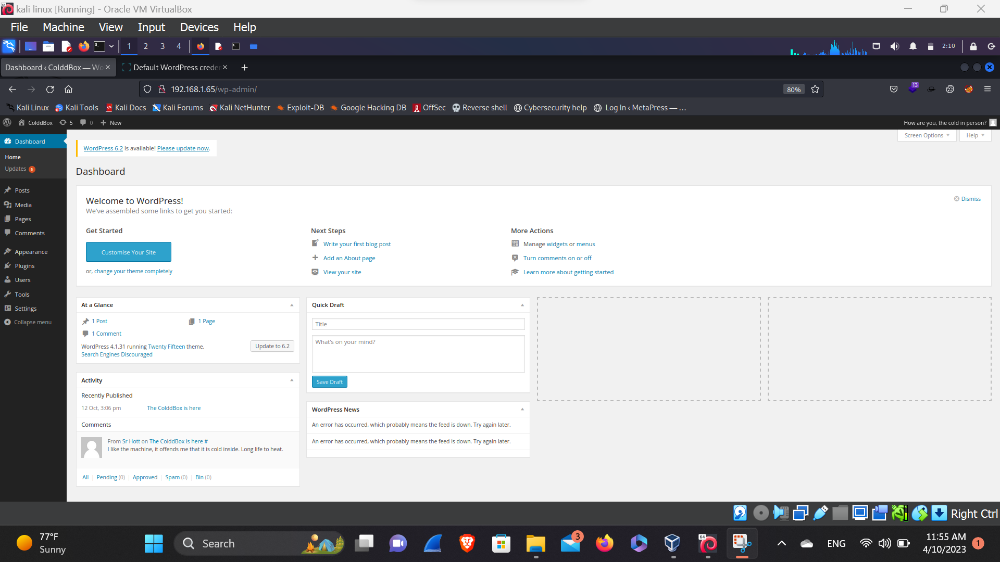 kali linux [Running] - Oracle VM VirtualBox
File Machine View Input Devices Help
1 2 3 4
2:10
Dashboard ‹ ColddBox — Wo
Default WordPress creder
192.168.1.65/wp-admin/
80%
13
Kali Linux Kali Tools Kali Docs Kali Forums Kali NetHunter Exploit-DB Google Hacking DB OffSec Reverse shell Cybersecurity help Log In ‹ MetaPress — …
ColddBox 5 0 New
How are you, the cold in person?
Screen Options
Help
Dashboard
Home
Updates 5
Posts
Media
Pages
Comments
Appearance
Plugins
Users
Tools
Settings
Collapse menu
WordPress 6.2 is available! Please update now.
Dashboard
Welcome to WordPress!
We've assembled some links to get you started:
Dismiss
Get Started
Customise Your Site
or, change your theme completely
Next Steps
Write your first blog post
Add an About page
View your site
More Actions
Manage widgets or menus
Turn comments on or off
Learn more about getting started
At a Glance
1 Post
1 Page
1 Comment
WordPress 4.1.31 running Twenty Fifteen theme.
Update to 6.2
Search Engines Discouraged
Activity
Recently Published
12 Oct, 3:06 pm
The ColddBox is here
Comments
From Sr Hott on The ColddBox is here #
I like the machine, it offends me that it is cold inside. Long life to heat.
All | Pending (0) | Approved | Spam (0) | Bin (0)
Quick Draft
Title
What's on your mind?
Save Draft
WordPress News
An error has occurred, which probably means the feed is down. Try again later.
An error has occurred, which probably means the feed is down. Try again later.
Right Ctrl
77°F
Sunny
Search
3
64
ENG
11:55 AM
4/10/2023
1